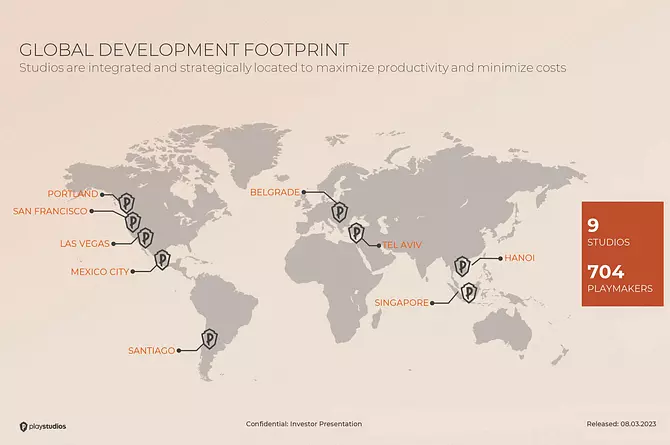 GLOBAL DEVELOPMENT FOOTPRINT
Studios are integrated and strategically located to maximize productivity and minimize costs
PORTLAND
SAN FRANCISCO
LAS VEGAS
MEXICO CITY
SANTIAGO
BELGRADE
TEL AVIV
HANOI
SINGAPORE
9
STUDIOS
704
PLAYMAKERS
playstudios
Confidential: Investor Presentation
Released: 08.03.2023